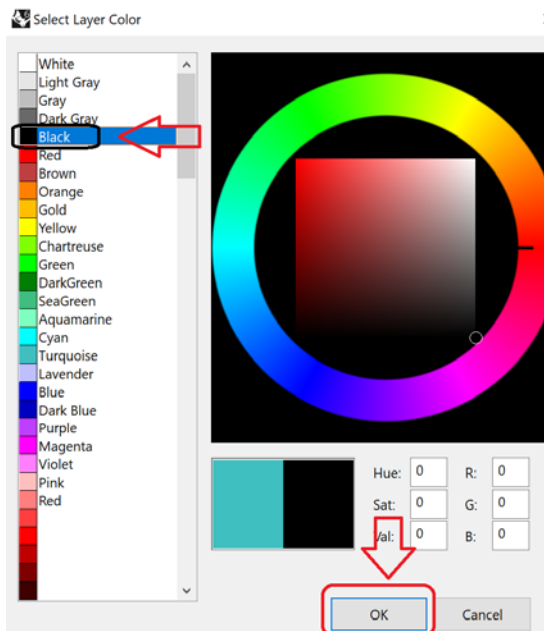 Select Layer Color
White
Light Gray
Gray
Dark Gray
Black
Red
Brown
Orange
Gold
Yellow
Chartreuse
Green
DarkGreen
SeaGreen
Aquamarine
Cyan
Turquoise
Lavender
Blue
Dark Blue
Purple
Magenta
Violet
Pink
Red
Hue: 0 R: 0
Sat: 0 G: 0
Val: 0 B: 0
OK Cancel